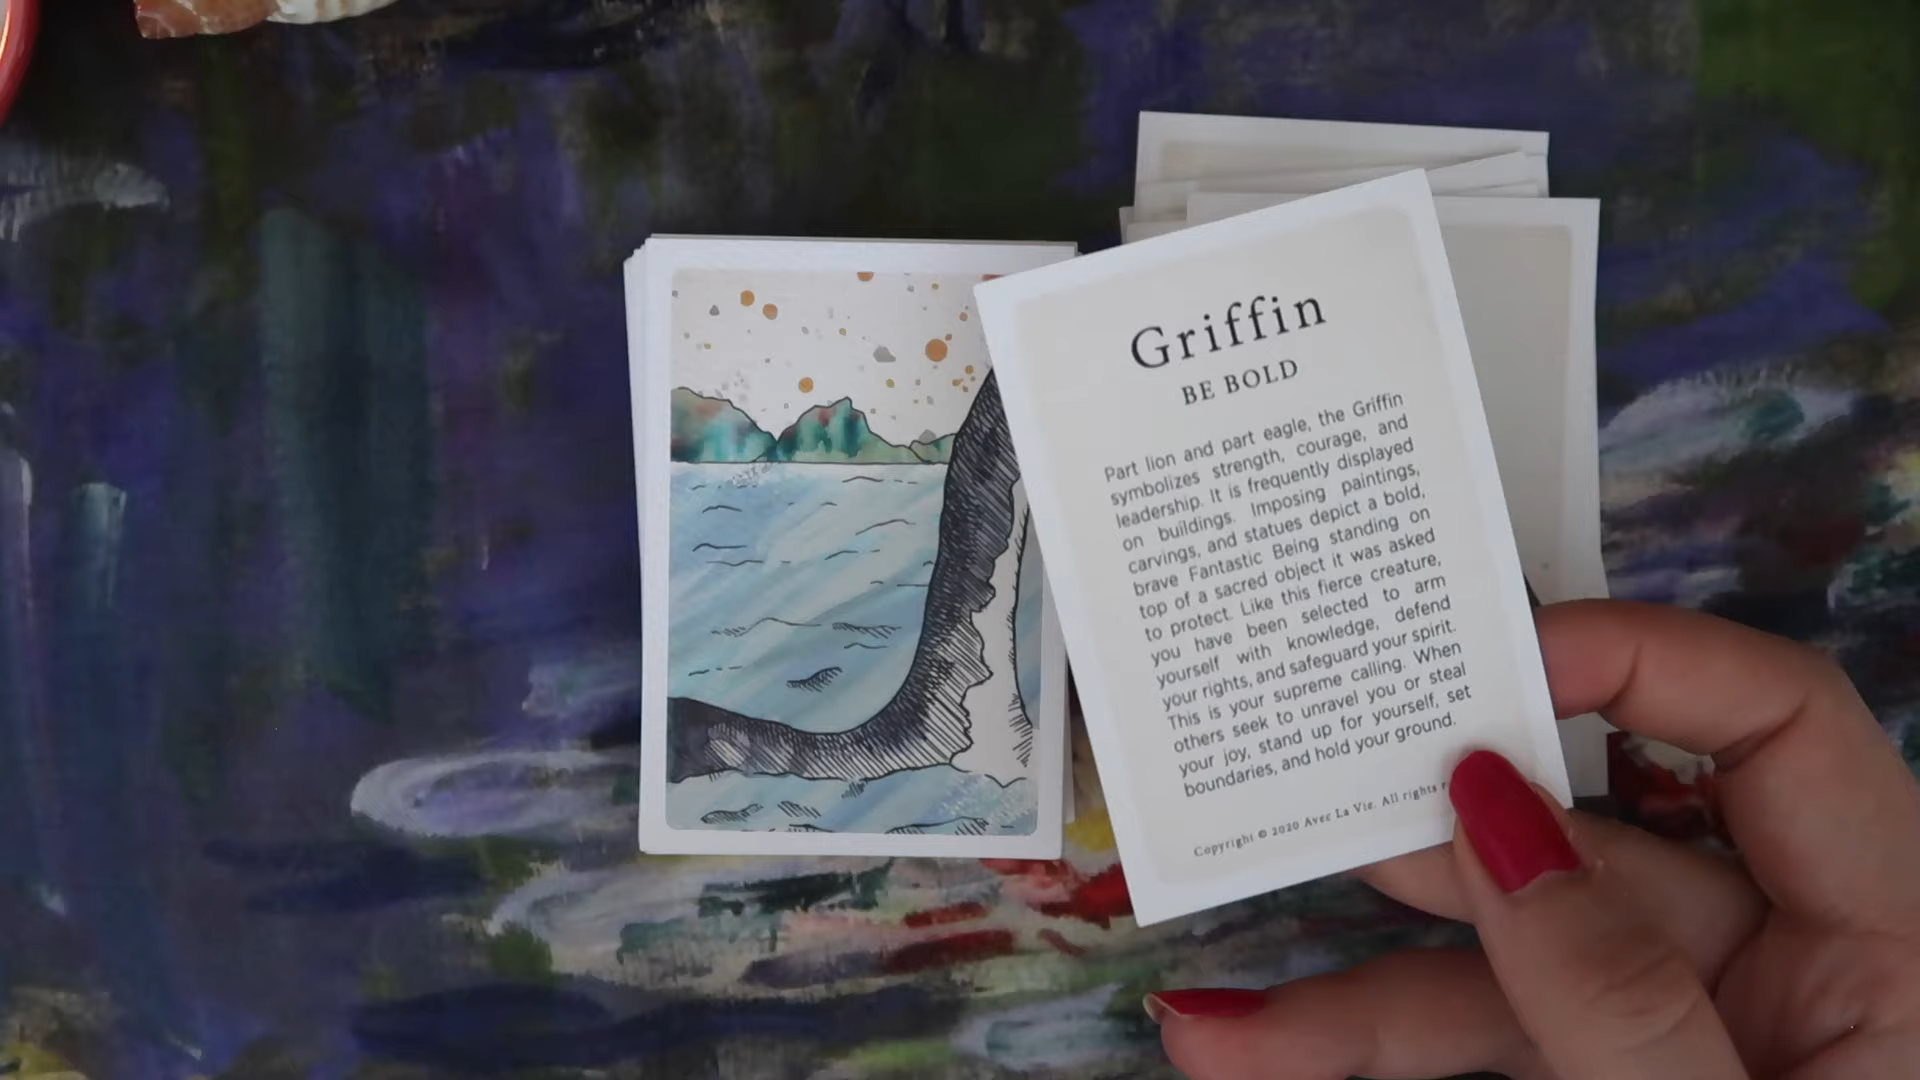 Griffin
BE BOLD
Part lion and part eagle, the Griffin
symbolizes strength, courage, and
leadership. It is frequently displayed
on buildings. Imposing paintings,
carvings, and statues depict a bold,
brave Fantastic Being standing on
top of a sacred object it was asked
to protect. Like this fierce creature,
you have been selected to arm
yourself with knowledge, defend
your rights, and safeguard your spirit.
This is your supreme calling. When
others seek to unravel you or steal
your joy, stand up for yourself, set
boundaries, and hold your ground.
Copyright © 2020 Avec La Vie. All rights